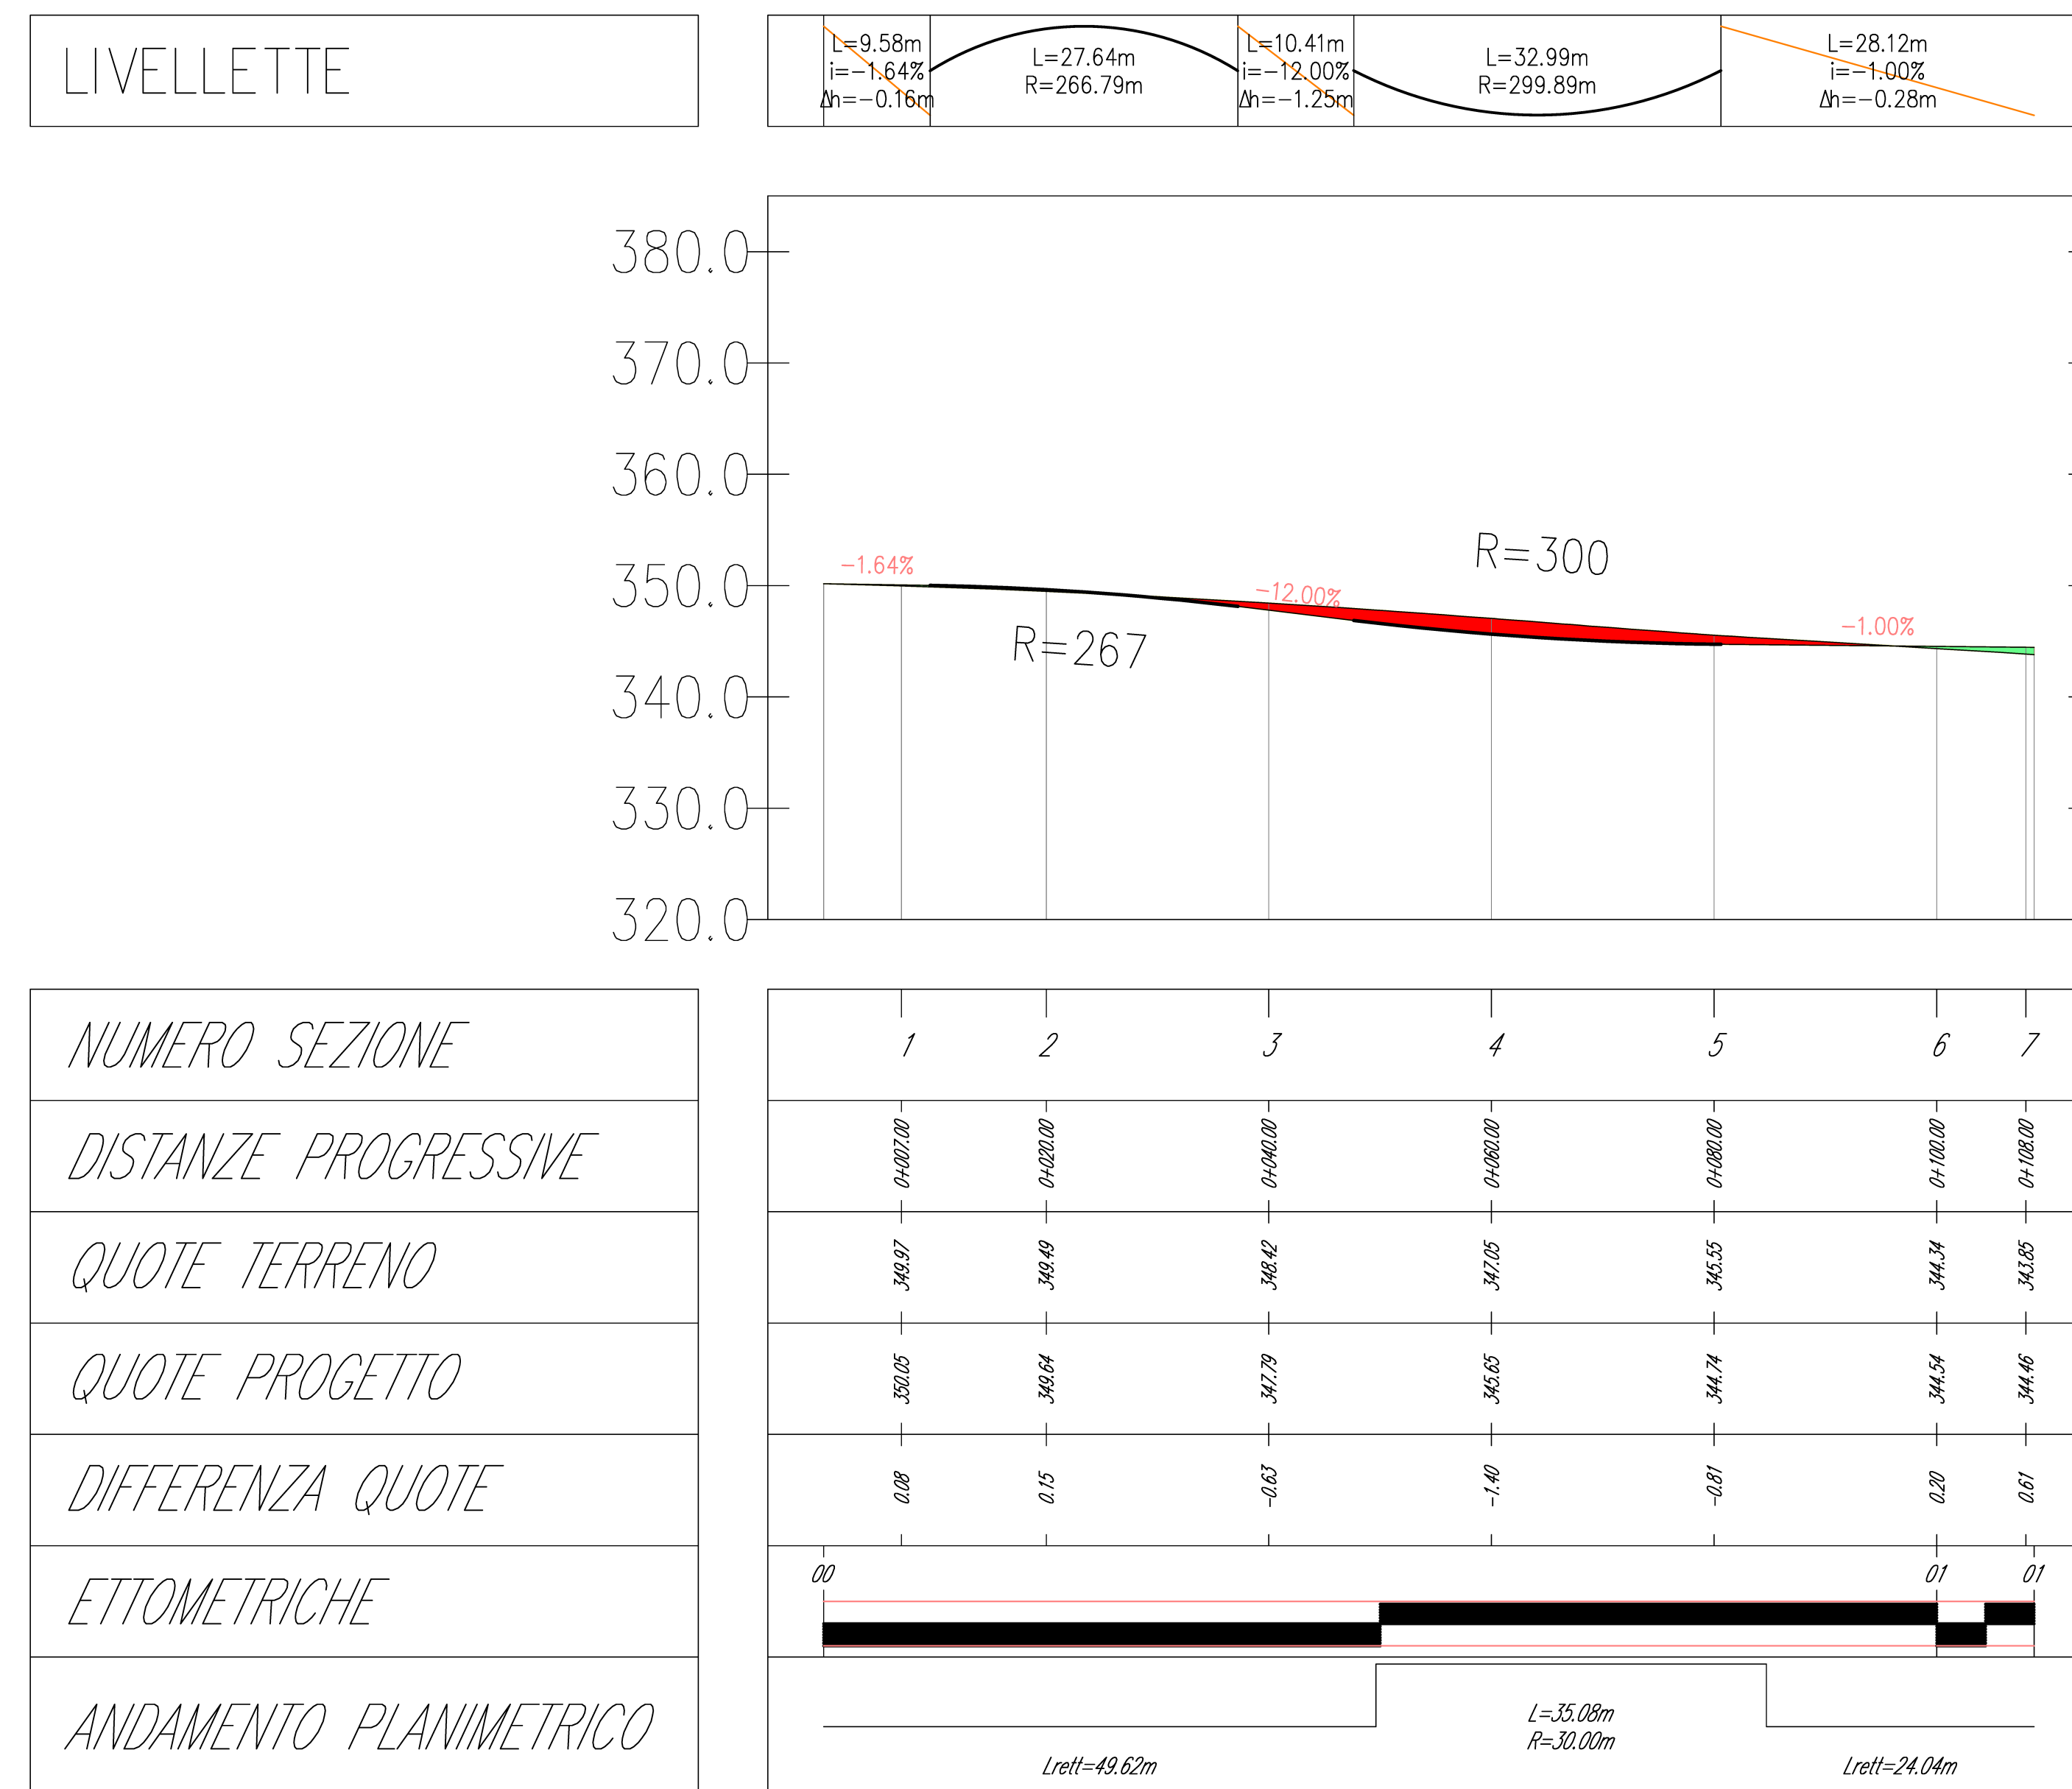 LIVELLETTE
L=9.58m
i=-1.64%
Δh=-0.16m
L=27.64m
R=266.79m
L=10.41m
i=-12.00%
Δh=-1.25m
L=32.99m
R=299.89m
L=28.12m
i=-1.00%
Δh=-0.28m
380.0
370.0
360.0
350.0
340.0
330.0
320.0
-1.64%
R=267
-12.00%
R=300
-1.00%
NUMERO SEZIONE
1 2 3 4 5 6 7
DISTANZE PROGRESSIVE
0+007.00 0+020.00 0+040.00 0+060.00 0+080.00 0+100.00 0+108.00
QUOTE TERRENO
349.97 349.49 348.42 347.05 345.55 344.34 343.85
QUOTE PROGETTO
350.05 349.64 347.79 345.65 344.74 344.54 344.46
DIFFERENZA QUOTE
0.08 0.15 -0.63 -1.40 -0.81 0.20 0.61
ETTOMETRICHE
00 01 01
ANDAMENTO PLANIMETRICO
Lrett=49.62m
L=35.08m
R=30.00m
Lrett=24.04m